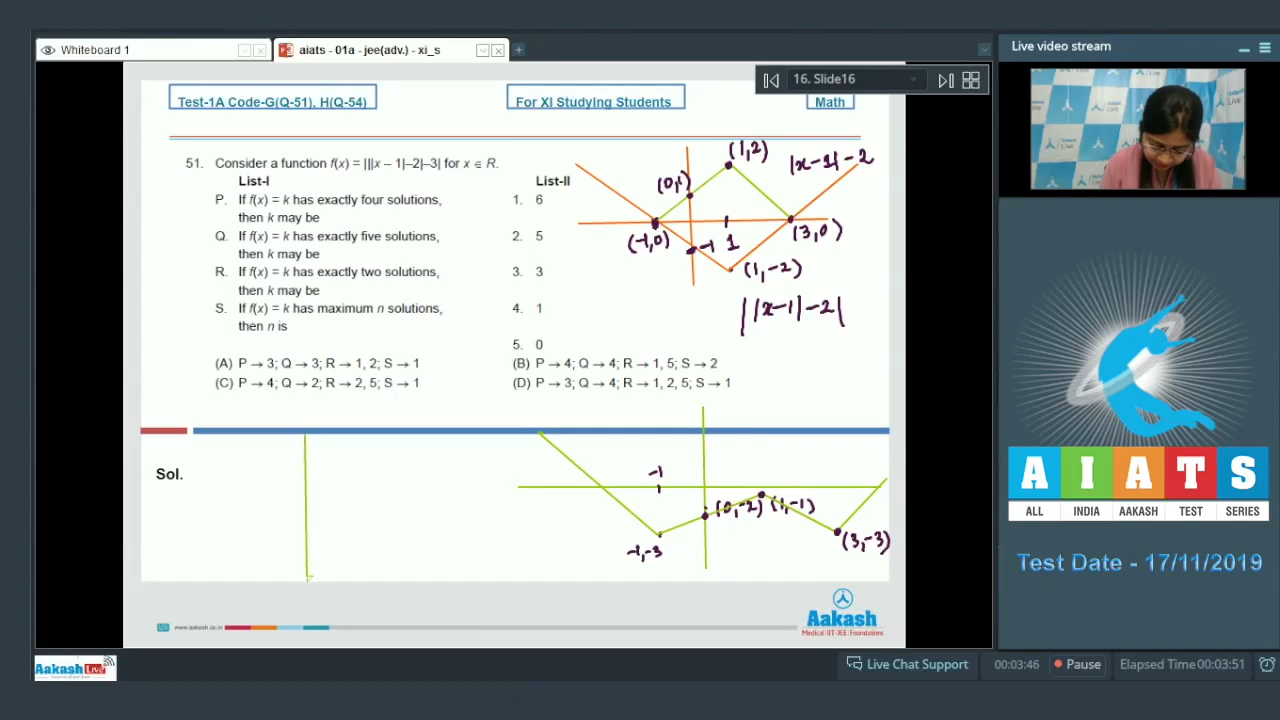 Whiteboard 1
aiats - 01a - jee(adv.) - xi_s
Live video stream
16. Slide16
Test-1A Code-G(Q-51), H(Q-54)
For XI Studying Students
Math
51. Consider a function f(x) = |||x – 1|–2|–3| for x ∈ R.
List-I
List-II
P. If f(x) = k has exactly four solutions, then k may be
1. 6
Q. If f(x) = k has exactly five solutions, then k may be
2. 5
R. If f(x) = k has exactly two solutions, then k may be
3. 3
S. If f(x) = k has maximum n solutions, then n is
4. 1
5. 0
(A) P → 3; Q → 3; R → 1, 2; S → 1
(B) P → 4; Q → 4; R → 1, 5; S → 2
(C) P → 4; Q → 2; R → 2, 5; S → 1
(D) P → 3; Q → 4; R → 1, 2, 5; S → 1
(1,2)
|x-1| - 2
(0,1)
(-1,0)
-1
1
(3,0)
(1,-2)
||x-1| - 2|
Sol.
-1
(0,-2)
(1,-1)
-1,-3
(3,-3)
www.aakash.ac.in
Aakash
Medical | IIT-JEE | Foundations
A I A T S
ALL INDIA AAKASH TEST SERIES
Test Date - 17/11/2019
Aakash Live
Live Chat Support
00:03:46
Pause
Elapsed Time 00:03:51